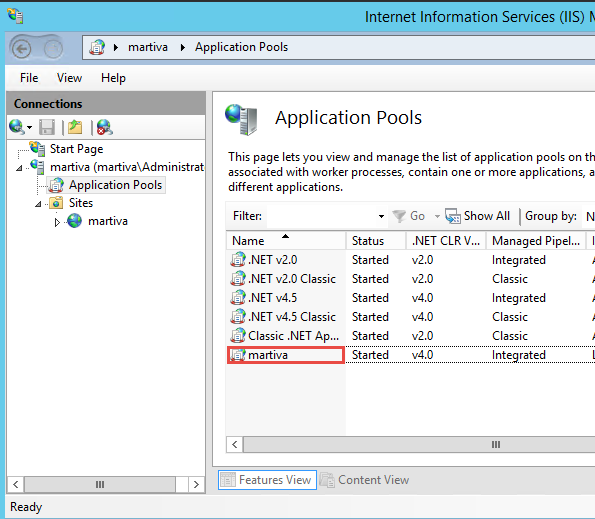 Internet Information Services (IIS) M
martiva Application Pools
File View Help
Connections
Start Page
martiva (martiva\Administrat
Application Pools
Sites
martiva
Application Pools
This page lets you view and manage the list of application pools on th
associated with worker processes, contain one or more applications, a
different applications.
Filter: Go Show All Group by: N
Name Status .NET CLR V... Managed Pipel...
.NET v2.0 Started v2.0 Integrated
.NET v2.0 Classic Started v2.0 Classic
.NET v4.5 Started v4.0 Integrated
.NET v4.5 Classic Started v4.0 Classic
Classic .NET Ap... Started v2.0 Classic
martiva Started v4.0 Integrated
Features View Content View
Ready